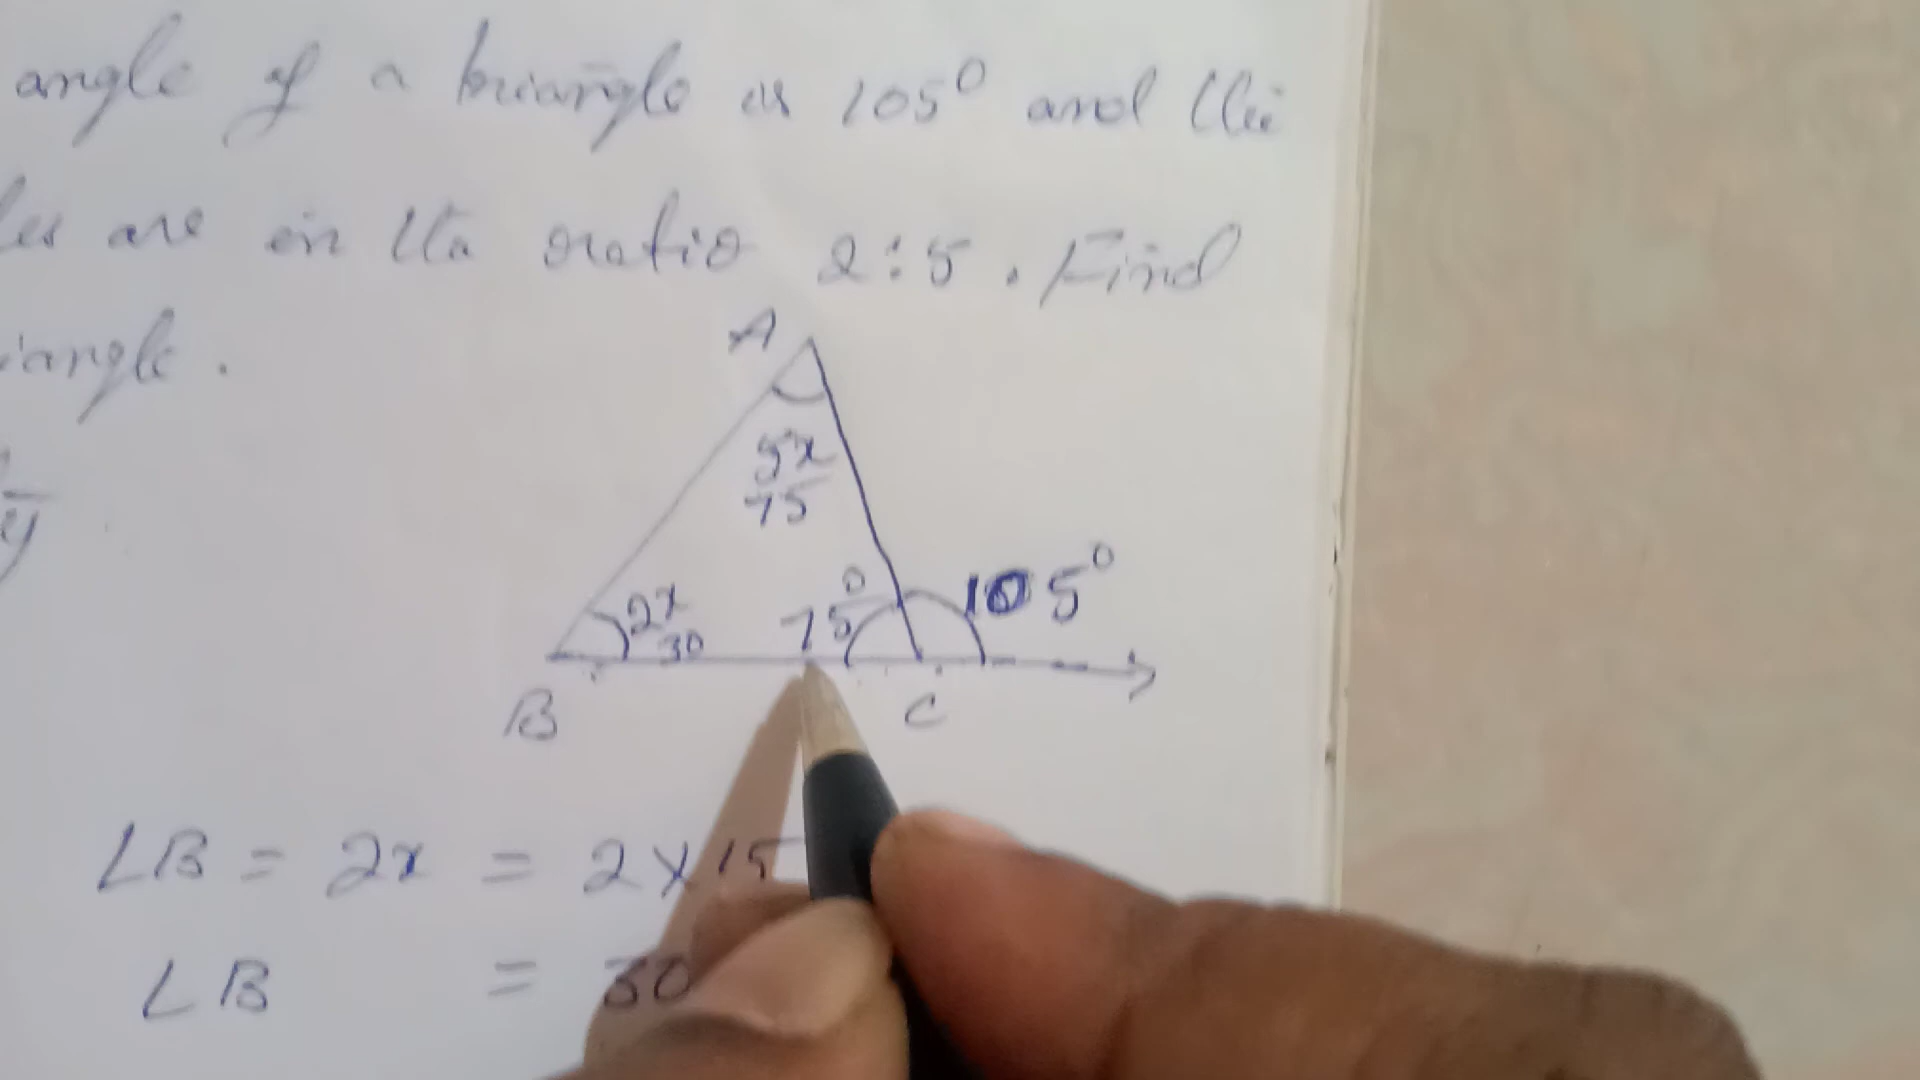 angle of a triangle is 105° and the
les are in the ratio 2:5. Find
iangle.
A
5x
75
2x
30
75°
105°
B
C
y
∠B = 2x = 2×15
∠B = 30